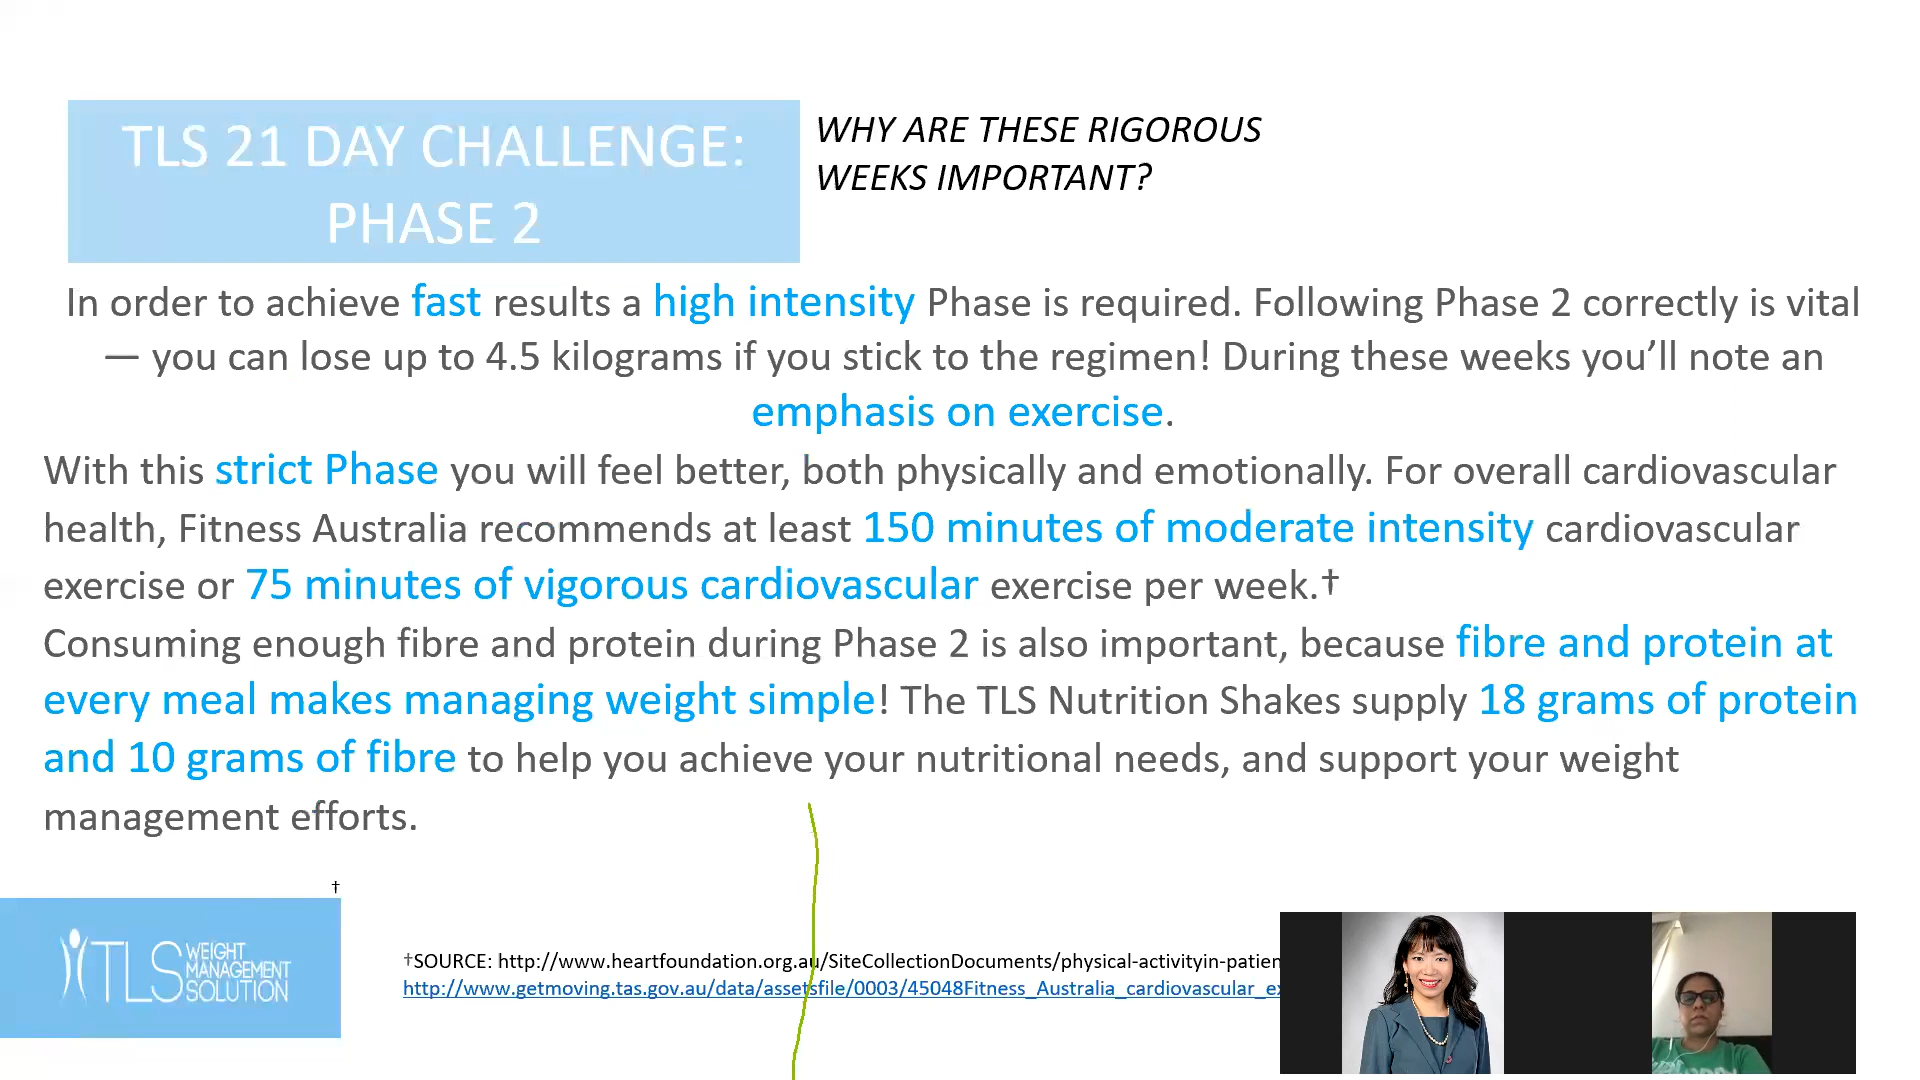 TLS 21 DAY CHALLENGE:
PHASE 2
WHY ARE THESE RIGOROUS
WEEKS IMPORTANT?
In order to achieve fast results a high intensity Phase is required. Following Phase 2 correctly is vital
— you can lose up to 4.5 kilograms if you stick to the regimen! During these weeks you’ll note an
emphasis on exercise.
With this strict Phase you will feel better, both physically and emotionally. For overall cardiovascular
health, Fitness Australia recommends at least 150 minutes of moderate intensity cardiovascular
exercise or 75 minutes of vigorous cardiovascular exercise per week.†
Consuming enough fibre and protein during Phase 2 is also important, because fibre and protein at
every meal makes managing weight simple! The TLS Nutrition Shakes supply 18 grams of protein
and 10 grams of fibre to help you achieve your nutritional needs, and support your weight
management efforts.
†
TLS WEIGHT
MANAGEMENT
SOLUTION
†SOURCE: http://www.heartfoundation.org.au/SiteCollectionDocuments/physical-activityin-patien
http://www.getmoving.tas.gov.au/data/assetsfile/0003/45048Fitness_Australia_cardiovascular_ex